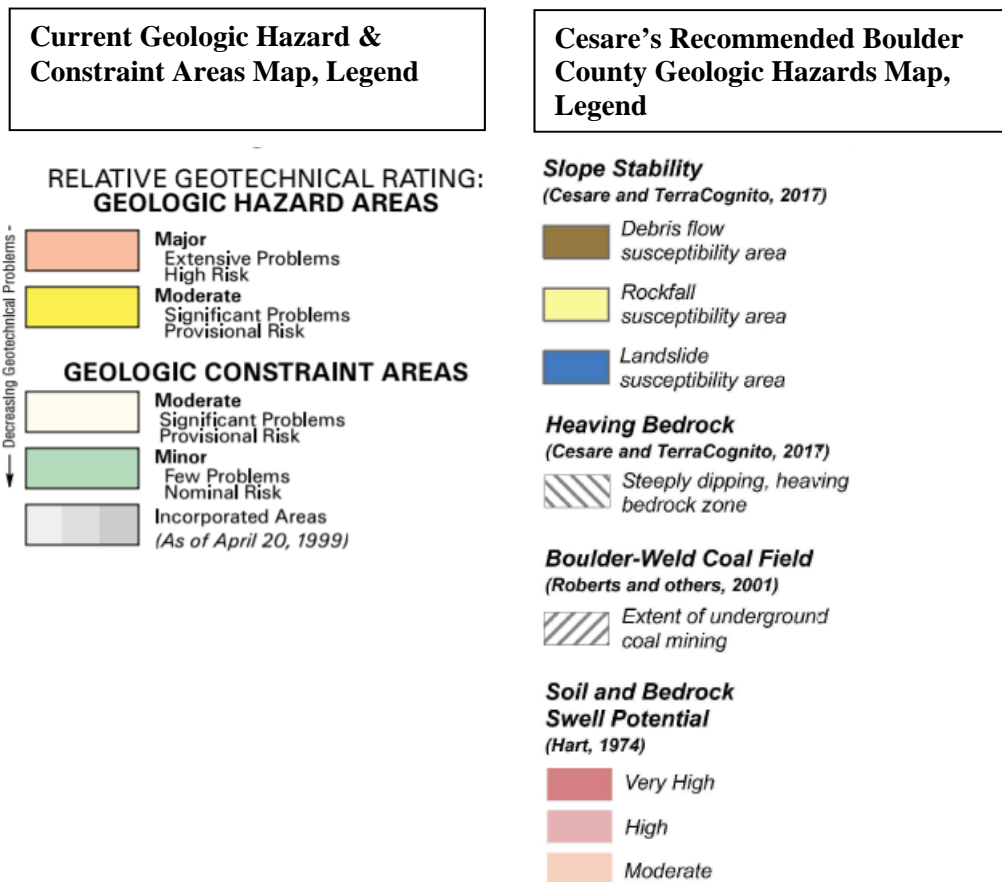 Current Geologic Hazard &
Constraint Areas Map, Legend
RELATIVE GEOTECHNICAL RATING:
GEOLOGIC HAZARD AREAS
Decreasing Geotechnical Problems -
Major
Extensive Problems
High Risk
Moderate
Significant Problems
Provisional Risk
GEOLOGIC CONSTRAINT AREAS
Moderate
Significant Problems
Provisional Risk
Minor
Few Problems
Nominal Risk
Incorporated Areas
(As of April 20, 1999)
Cesare's Recommended Boulder
County Geologic Hazards Map,
Legend
Slope Stability
(Cesare and TerraCognito, 2017)
Debris flow
susceptibility area
Rockfall
susceptibility area
Landslide
susceptibility area
Heaving Bedrock
(Cesare and TerraCognito, 2017)
Steeply dipping, heaving
bedrock zone
Boulder-Weld Coal Field
(Roberts and others, 2001)
Extent of underground
coal mining
Soil and Bedrock
Swell Potential
(Hart, 1974)
Very High
High
Moderate